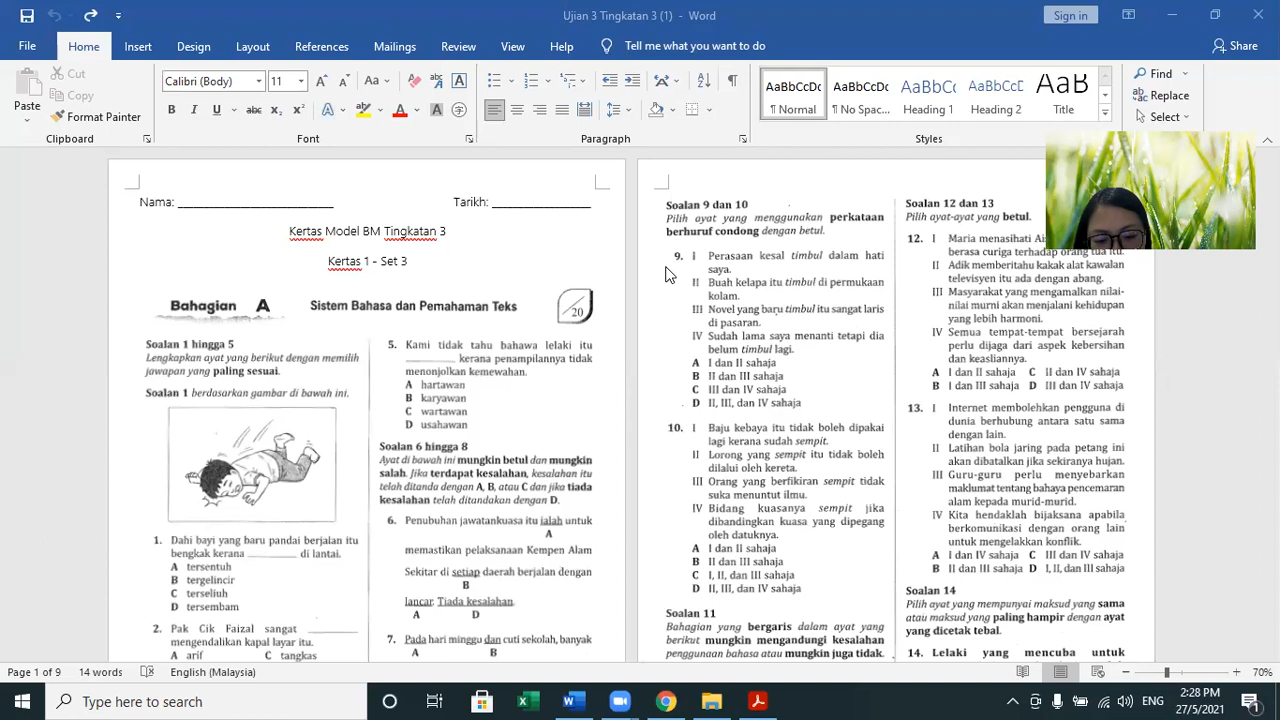 Ujian 3 Tingkatan 3 (1) - Word
Sign in
File Home Insert Design Layout References Mailings Review View Help Tell me what you want to do Share
Cut
Copy
Format Painter
Paste
Calibri (Body) 11
Aa
B I U abc x₂ x²
AaBbCcDc AaBbCcDc AaBbCcD AaBbCcD AaB
¶ Normal ¶ No Spac... Heading 1 Heading 2 Title
Find
Replace
Select
Clipboard Font Paragraph Styles
Nama: ____________________________ Tarikh: __________________
Kertas Model BM Tingkatan 3
Kertas 1 - Set 3
Bahagian A Sistem Bahasa dan Pemahaman Teks 20
Soalan 1 hingga 5
Lengkapkan ayat yang berikut dengan memilih
jawapan yang paling sesuai.
Soalan 1 berdasarkan gambar di bawah ini.
1. Dahi bayi yang baru pandai berjalan itu
bengkak kerana _________ di lantai.
A tersentuh
B tergelincir
C terseliuh
D tersembam
2. Pak Cik Faizal sangat _________
mengendalikan kapal layar itu.
A arif C tangkas
5. Kami tidak tahu bahawa lelaki itu
_________ kerana penampilannya tidak
menonjolkan kemewahan.
A hartawan
B karyawan
C wartawan
D usahawan
Soalan 6 hingga 8
Ayat di bawah ini mungkin betul dan mungkin
salah. Jika terdapat kesalahan, kesalahan itu
telah ditanda dengan A, B, atau C dan jika tiada
kesalahan telah ditandakan dengan D.
6. Penubuhan jawatankuasa itu ialah untuk
A
memastikan pelaksanaan Kempen Alam
Sekitar di setiap daerah berjalan dengan
B
lancar. Tiada kesalahan.
A D
7. Pada hari minggu dan cuti sekolah, banyak
A B
Soalan 9 dan 10
Pilih ayat yang menggunakan perkataan
berhuruf condong dengan betul.
9. I Perasaan kesal timbul dalam hati
saya.
II Buah kelapa itu timbul di permukaan
kolam.
III Novel yang baru timbul itu sangat laris
di pasaran.
IV Sudah lama saya menanti tetapi dia
belum timbul lagi.
A I dan II sahaja
B II dan III sahaja
C III dan IV sahaja
D II, III, dan IV sahaja
10. I Baju kebaya itu tidak boleh dipakai
lagi kerana sudah sempit.
II Lorong yang sempit itu tidak boleh
dilalui oleh kereta.
III Orang yang berfikiran sempit tidak
suka menuntut ilmu.
IV Bidang kuasanya sempit jika
dibandingkan kuasa yang dipegang
oleh datuknya.
A I dan II sahaja
B II dan III sahaja
C I, II, dan III sahaja
D II, III, dan IV sahaja
Soalan 11
Bahagian yang bergaris dalam ayat yang
berikut mungkin mengandungi kesalahan
penggunaan bahasa atau mungkin juga tidak.
Soalan 12 dan 13
Pilih ayat-ayat yang betul.
12. I Maria menasihati
berasa curiga terhadap orang tua itu.
II Adik memberitahu kakak alat kawalan
televisyen itu ada dengan abang.
III Masyarakat yang mengamalkan nilai-
nilai murni akan menjalani kehidupan
yang lebih harmoni.
IV Semua tempat-tempat bersejarah
perlu dijaga dari aspek kebersihan
dan keasliannya.
A I dan II sahaja C II dan IV sahaja
B I dan III sahaja D III dan IV sahaja
13. I Internet membolehkan pengguna di
dunia berhubung antara satu sama
dengan lain.
II Latihan bola jaring pada petang ini
akan dibatalkan jika sekiranya hujan.
III Guru-guru perlu menyebarkan
maklumat tentang bahaya pencemaran
alam kepada murid-murid.
IV Kita hendaklah bijaksana apabila
berkomunikasi dengan orang lain
untuk mengelakkan konflik.
A I dan IV sahaja C III dan IV sahaja
B II dan III sahaja D I, II, dan III sahaja
Soalan 14
Pilih ayat yang mempunyai maksud yang sama
atau maksud yang paling hampir dengan ayat
yang dicetak tebal.
14. Lelaki yang mencuba untuk
Page 1 of 9 14 words English (Malaysia) 70%
Type here to search
ENG
2:28 PM
27/5/2021